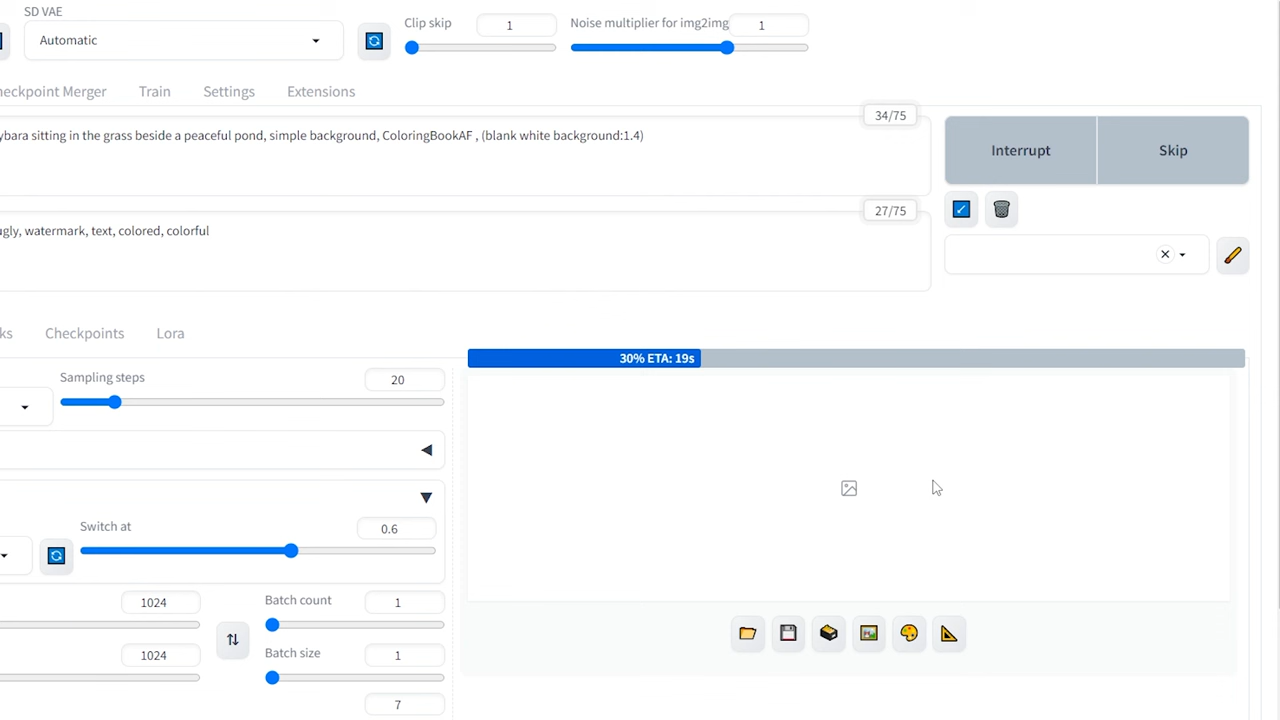 SD VAE
Clip skip
1
Noise multiplier for img2img
1
Automatic
Checkpoint Merger
Train
Settings
Extensions
34/75
ybara sitting in the grass beside a peaceful pond, simple background, ColoringBookAF , (blank white background:1.4)
Interrupt
Skip
27/75
ugly, watermark, text, colored, colorful
ks
Checkpoints
Lora
30% ETA: 19s
Sampling steps
20
Switch at
0.6
1024
Batch count
1
1024
Batch size
1
7